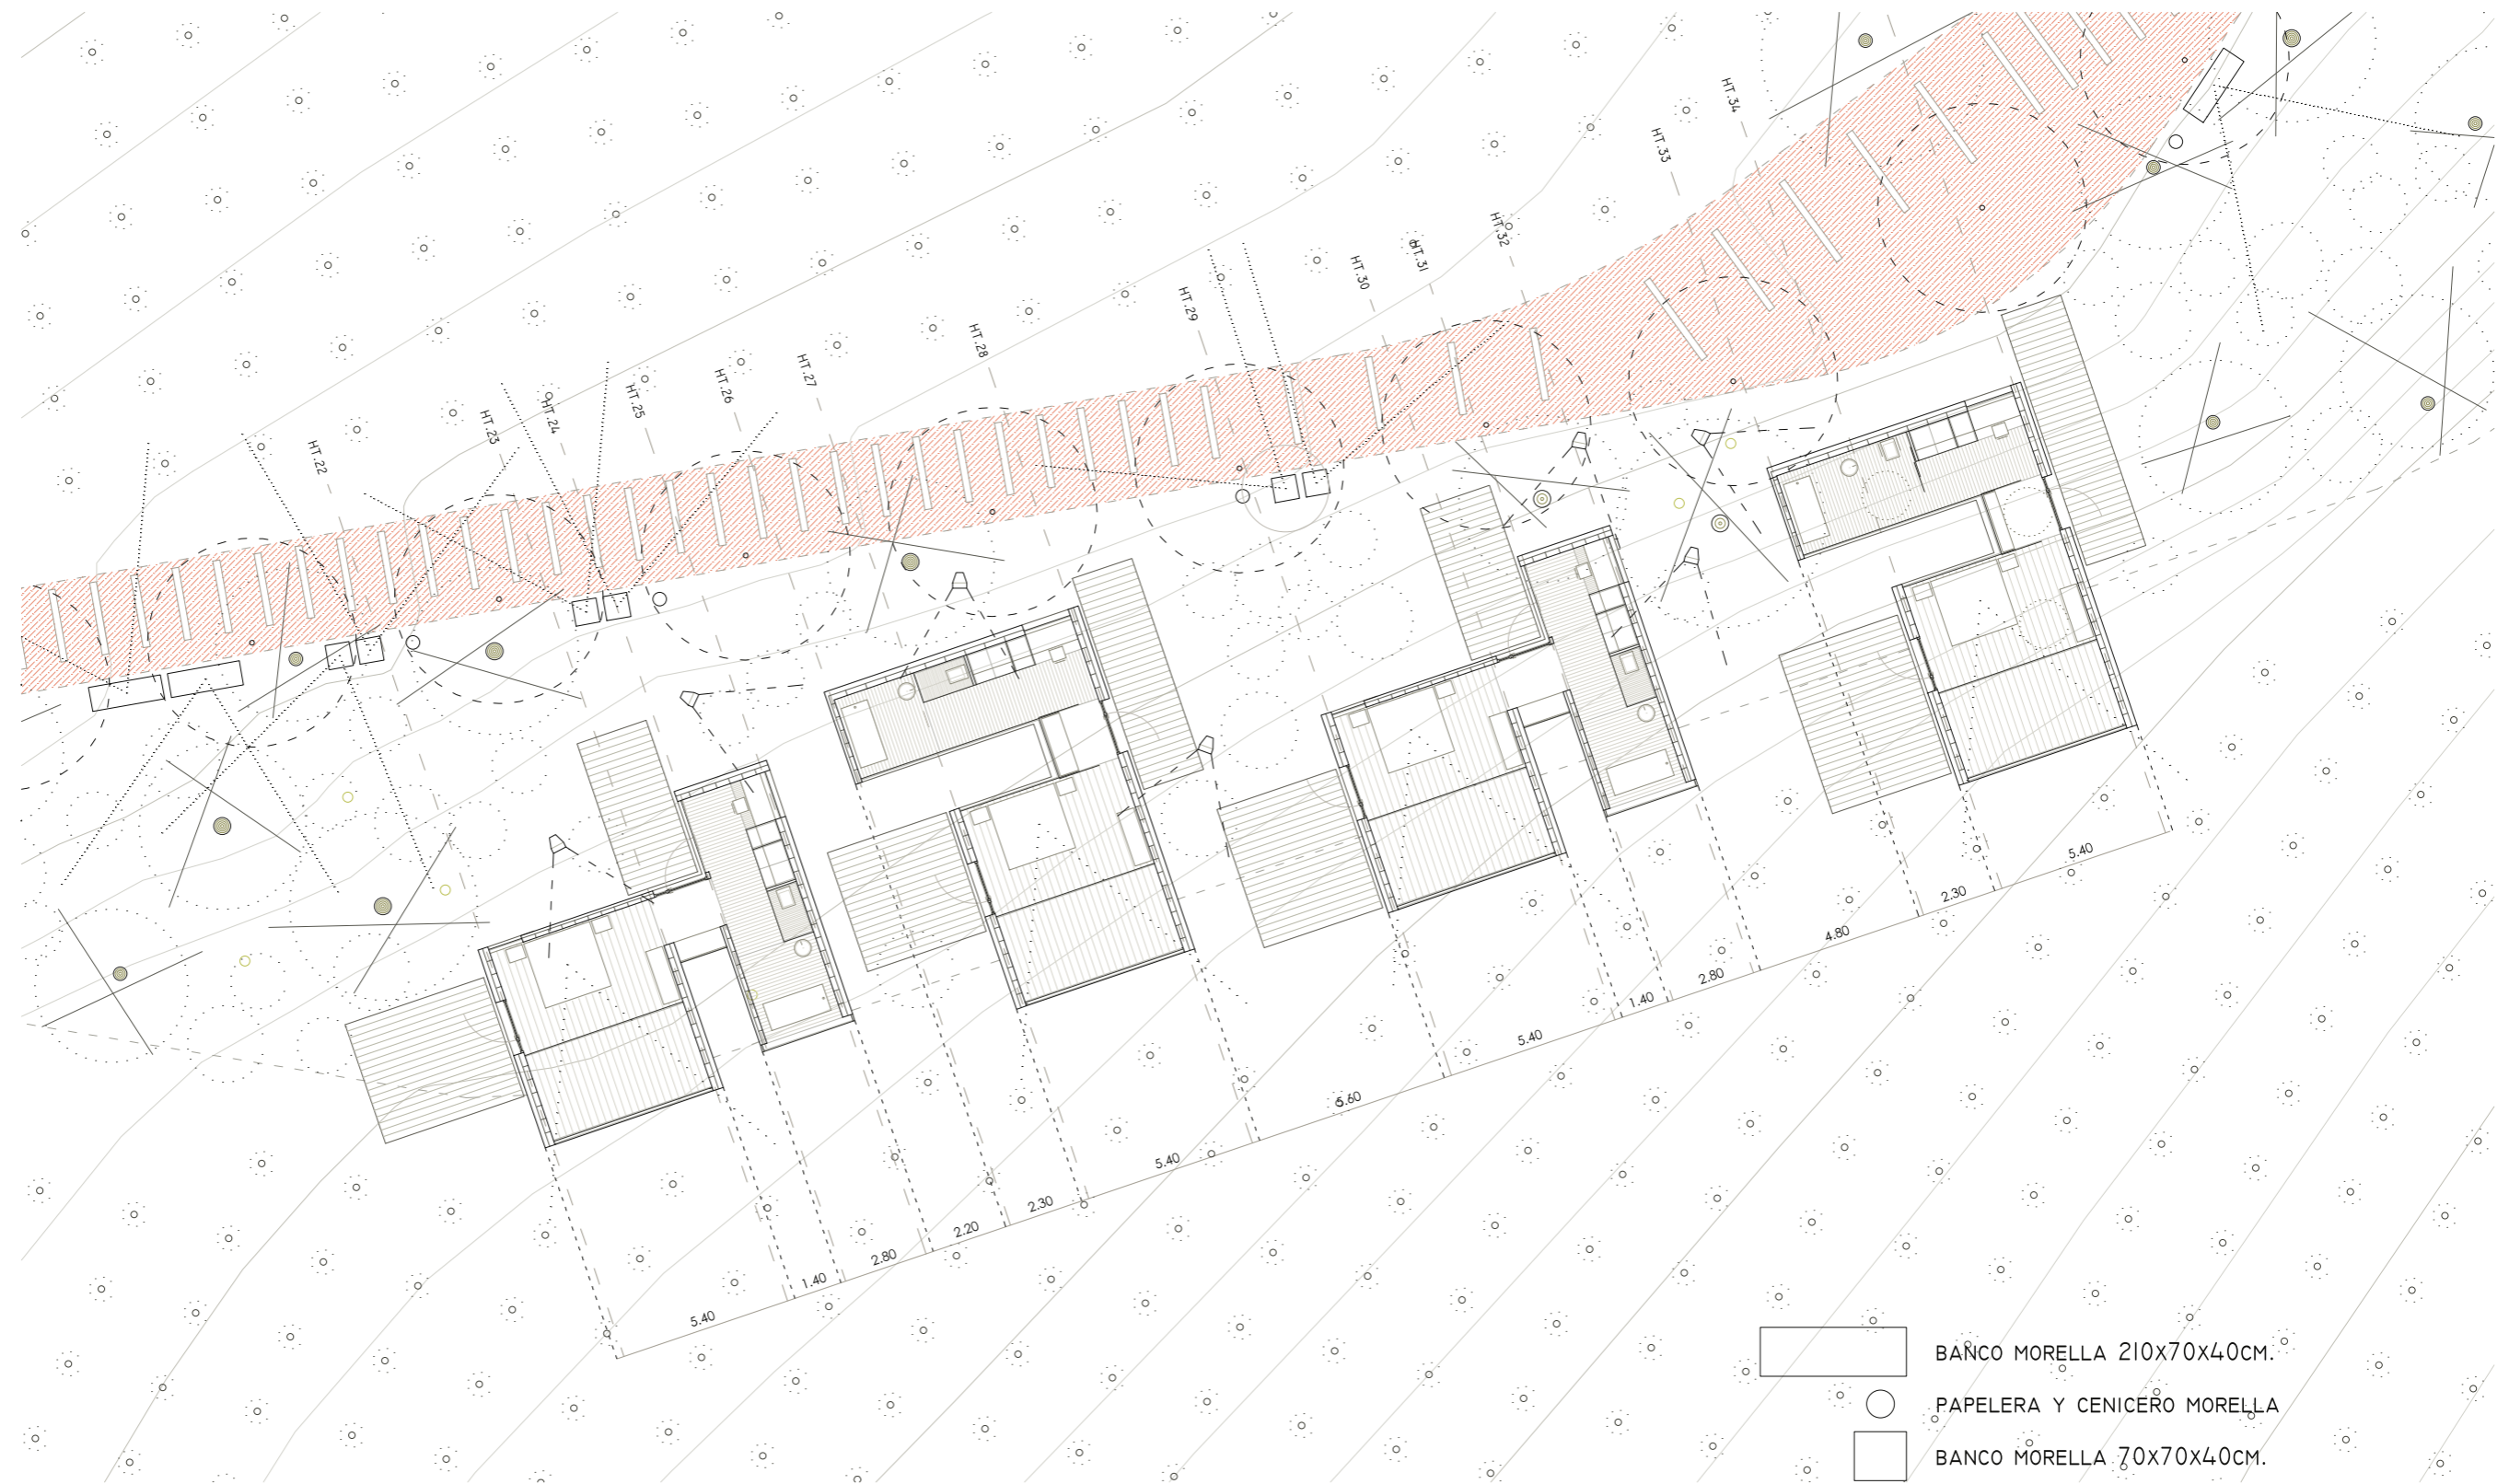 HT.34
HT.33
HT.32
HT.31
HT.30
HT.29
HT.28
HT.27
HT.26
HT.25
HT.24
HT.23
HT.22
5.40
2.30
4.80
2.80
1.40
5.40
5.60
5.40
2.30
2.20
2.80
1.40
5.40
BANCO MORELLA 210X70X40CM.
PAPELERA Y CENICERO MORELLA
BANCO MORELLA 70X70X40CM.